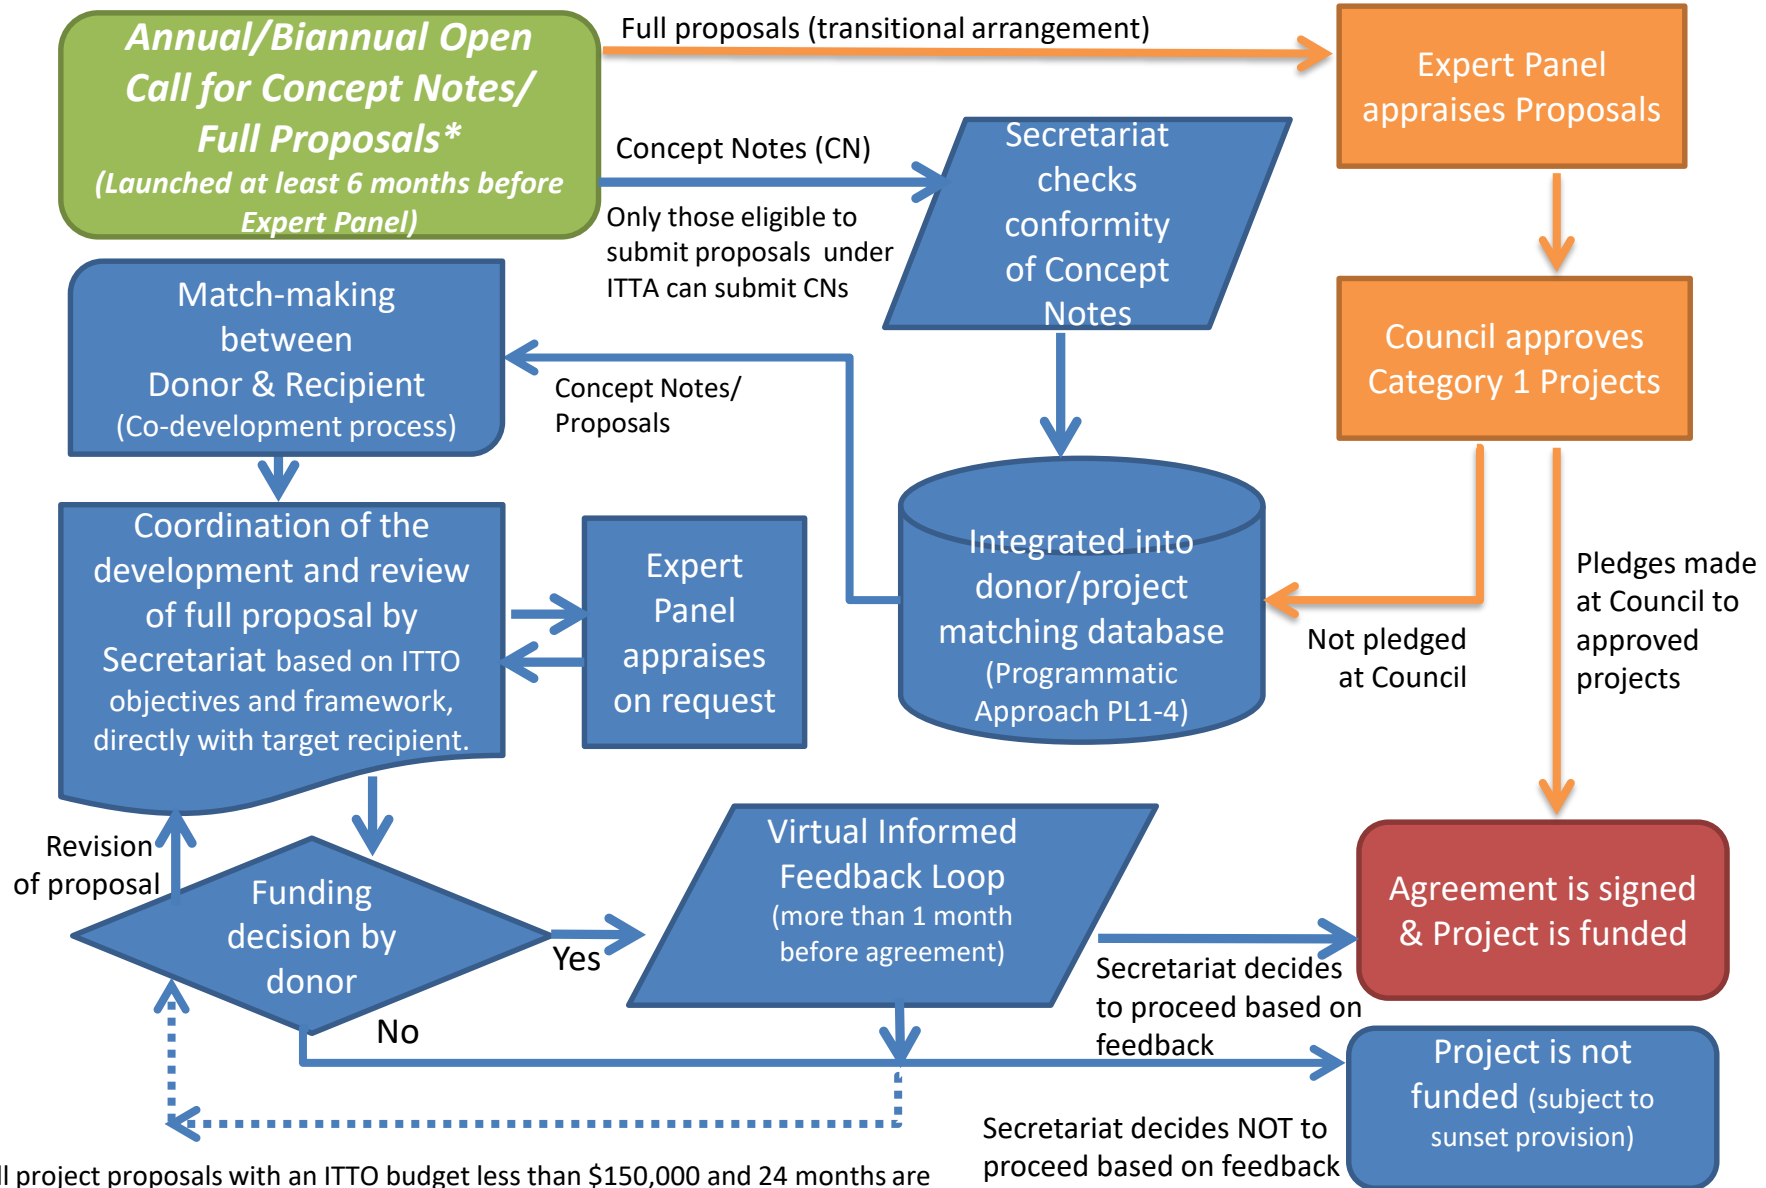 Annual/Biannual Open
Call for Concept Notes/
Full Proposals*
(Launched at least 6 months before
Expert Panel)
Full proposals (transitional arrangement)
Expert Panel
appraises Proposals
Concept Notes (CN)
Only those eligible to
submit proposals under
ITTA can submit CNs
Secretariat
checks
conformity
of Concept
Notes
Council approves
Category 1 Projects
Match-making
between
Donor & Recipient
(Co-development process)
Concept Notes/
Proposals
Coordination of the
development and review
of full proposal by
Secretariat based on ITTO
objectives and framework,
directly with target recipient.
Expert
Panel
appraises
on request
Integrated into
donor/project
matching database
(Programmatic
Approach PL1-4)
Not pledged
at Council
Pledges made
at Council to
approved
projects
Revision
of proposal
Funding
decision by
donor
Yes
No
Virtual Informed
Feedback Loop
(more than 1 month
before agreement)
Secretariat decides
to proceed based on
feedback
Agreement is signed
& Project is funded
Project is not
funded (subject to
sunset provision)
Secretariat decides NOT to
proceed based on feedback
project proposals with an ITTO budget less than $150,000 and 24 months are